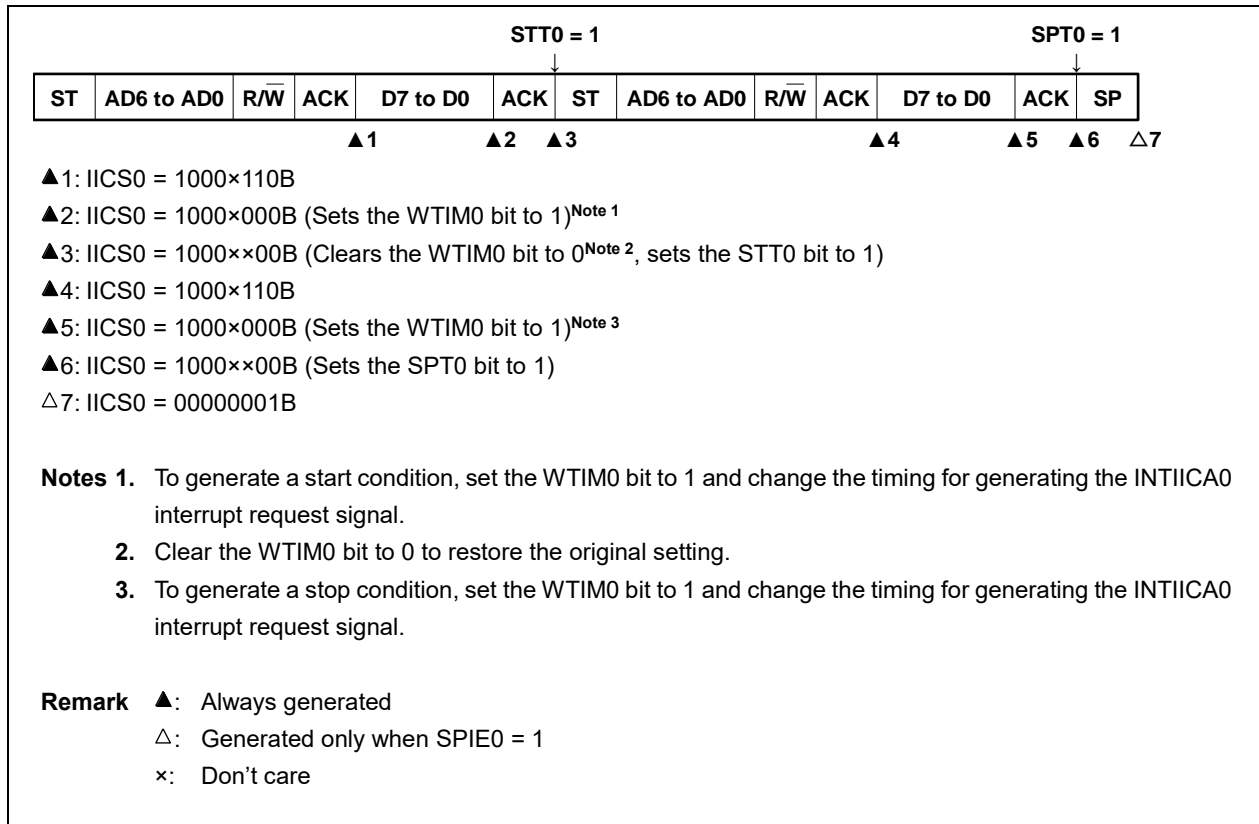 STT0 = 1 SPT0 = 1
↓ ↓
ST AD6 to AD0 R/W̅ ACK D7 to D0 ACK ST AD6 to AD0 R/W̅ ACK D7 to D0 ACK SP
▲1 ▲2 ▲3 ▲4 ▲5 ▲6 △7
▲1: IICS0 = 1000×110B
▲2: IICS0 = 1000×000B (Sets the WTIM0 bit to 1)Note 1
▲3: IICS0 = 1000××00B (Clears the WTIM0 bit to 0Note 2, sets the STT0 bit to 1)
▲4: IICS0 = 1000×110B
▲5: IICS0 = 1000×000B (Sets the WTIM0 bit to 1)Note 3
▲6: IICS0 = 1000××00B (Sets the SPT0 bit to 1)
△7: IICS0 = 00000001B
Notes 1. To generate a start condition, set the WTIM0 bit to 1 and change the timing for generating the INTIICA0
interrupt request signal.
2. Clear the WTIM0 bit to 0 to restore the original setting.
3. To generate a stop condition, set the WTIM0 bit to 1 and change the timing for generating the INTIICA0
interrupt request signal.
Remark ▲: Always generated
△: Generated only when SPIE0 = 1
×: Don't care